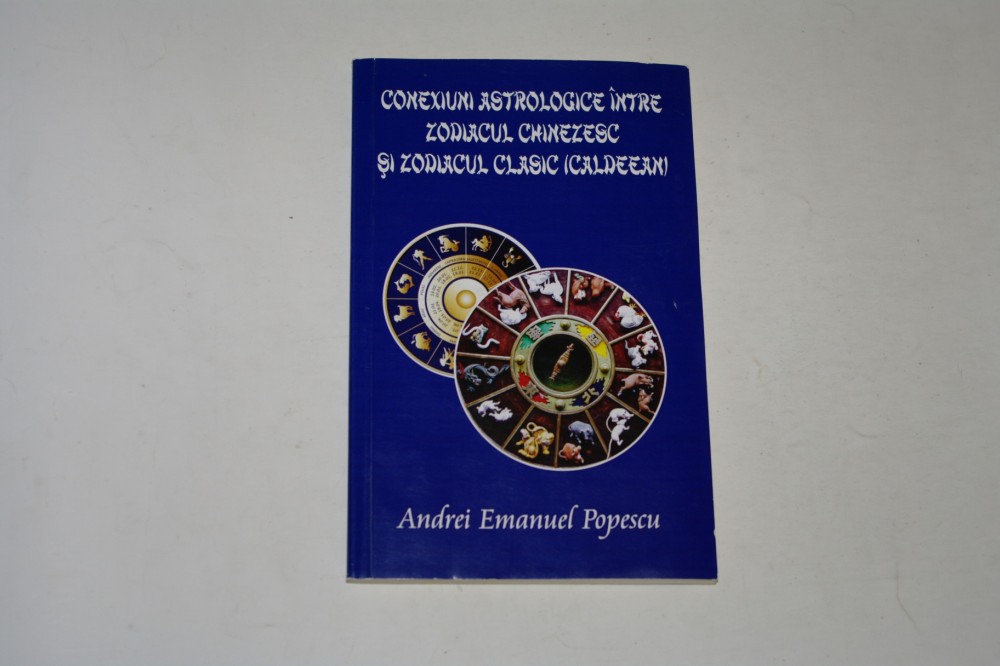 CONEXIUNI ASTROLOGICE ÎNTRE
ZODIACUL CHINEZESC
ŞI ZODIACUL CLASIC (CALDEEAN)
Andrei Emanuel Popescu